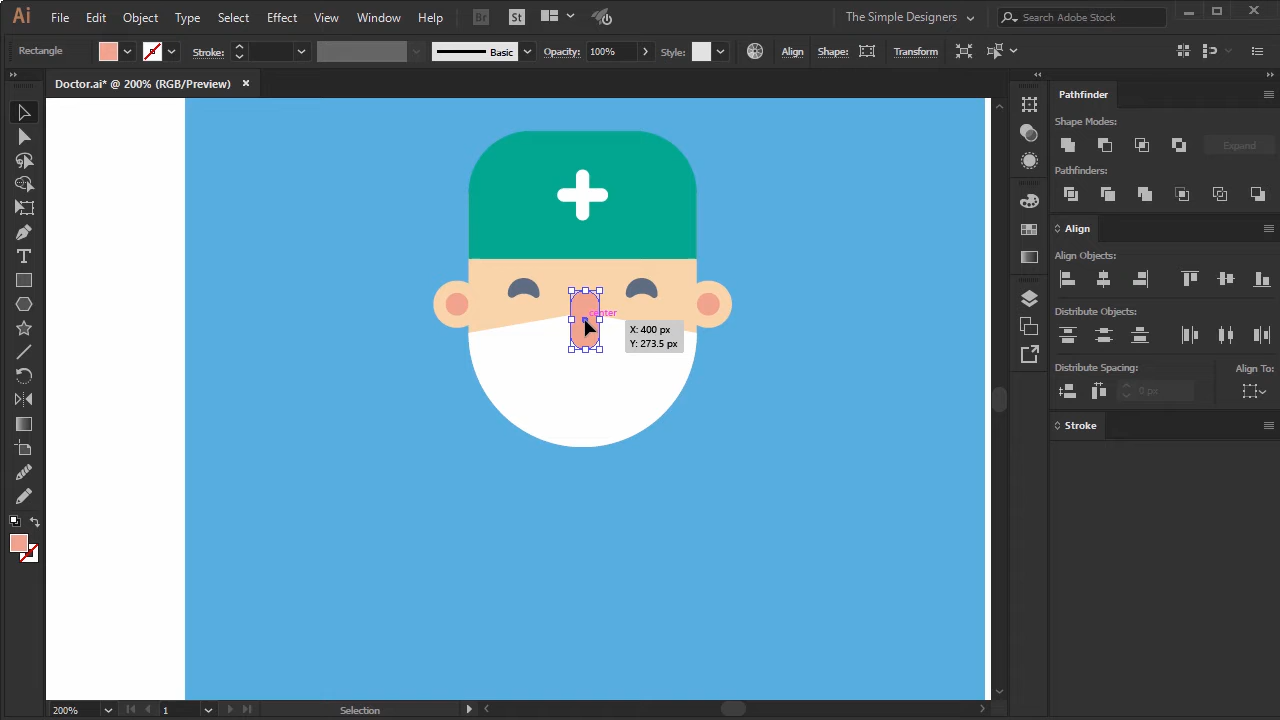 Ai File Edit Object Type Select Effect View Window Help Br St The Simple Designers Search Adobe Stock
Rectangle Stroke: Basic Opacity: 100% Style: Align Shape: Transform
Doctor.ai* @ 200% (RGB/Preview)
center
X: 400 px
Y: 273.5 px
Pathfinder
Shape Modes:
Expand
Pathfinders:
Align
Align Objects:
Distribute Objects:
Distribute Spacing: Align To:
0 px
Stroke
200% 1 Selection